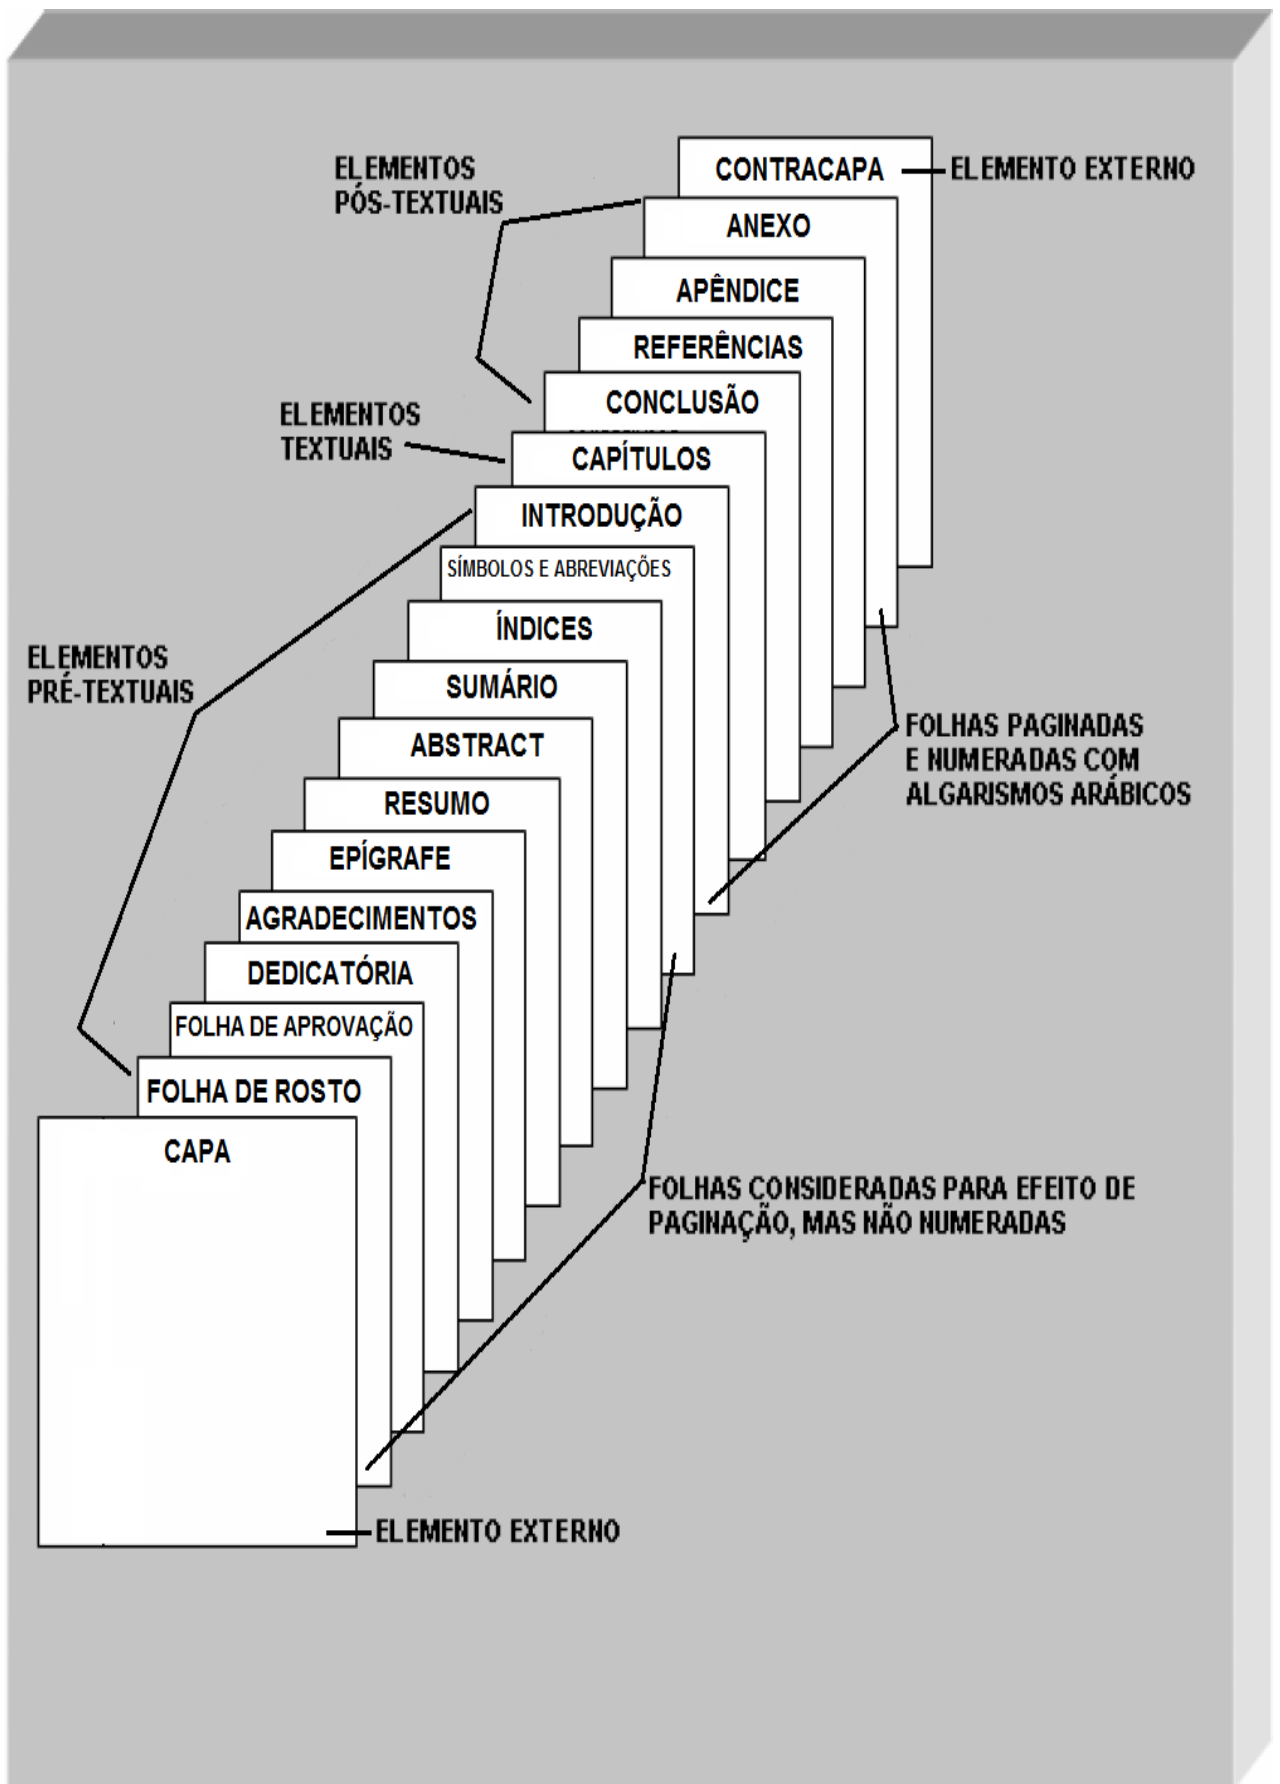 ELEMENTOS
PÓS-TEXTUAIS
CONTRACAPA
ELEMENTO EXTERNO
ANEXO
APÊNDICE
REFERÊNCIAS
CONCLUSÃO
ELEMENTOS
TEXTUAIS
CAPÍTULOS
INTRODUÇÃO
SÍMBOLOS E ABREVIAÇÕES
ÍNDICES
ELEMENTOS
PRÉ-TEXTUAIS
SUMÁRIO
ABSTRACT
FOLHAS PAGINADAS
E NUMERADAS COM
ALGARISMOS ARÁBICOS
RESUMO
EPÍGRAFE
AGRADECIMENTOS
DEDICATÓRIA
FOLHA DE APROVAÇÃO
FOLHA DE ROSTO
CAPA
FOLHAS CONSIDERADAS PARA EFEITO DE
PAGINAÇÃO, MAS NÃO NUMERADAS
ELEMENTO EXTERNO